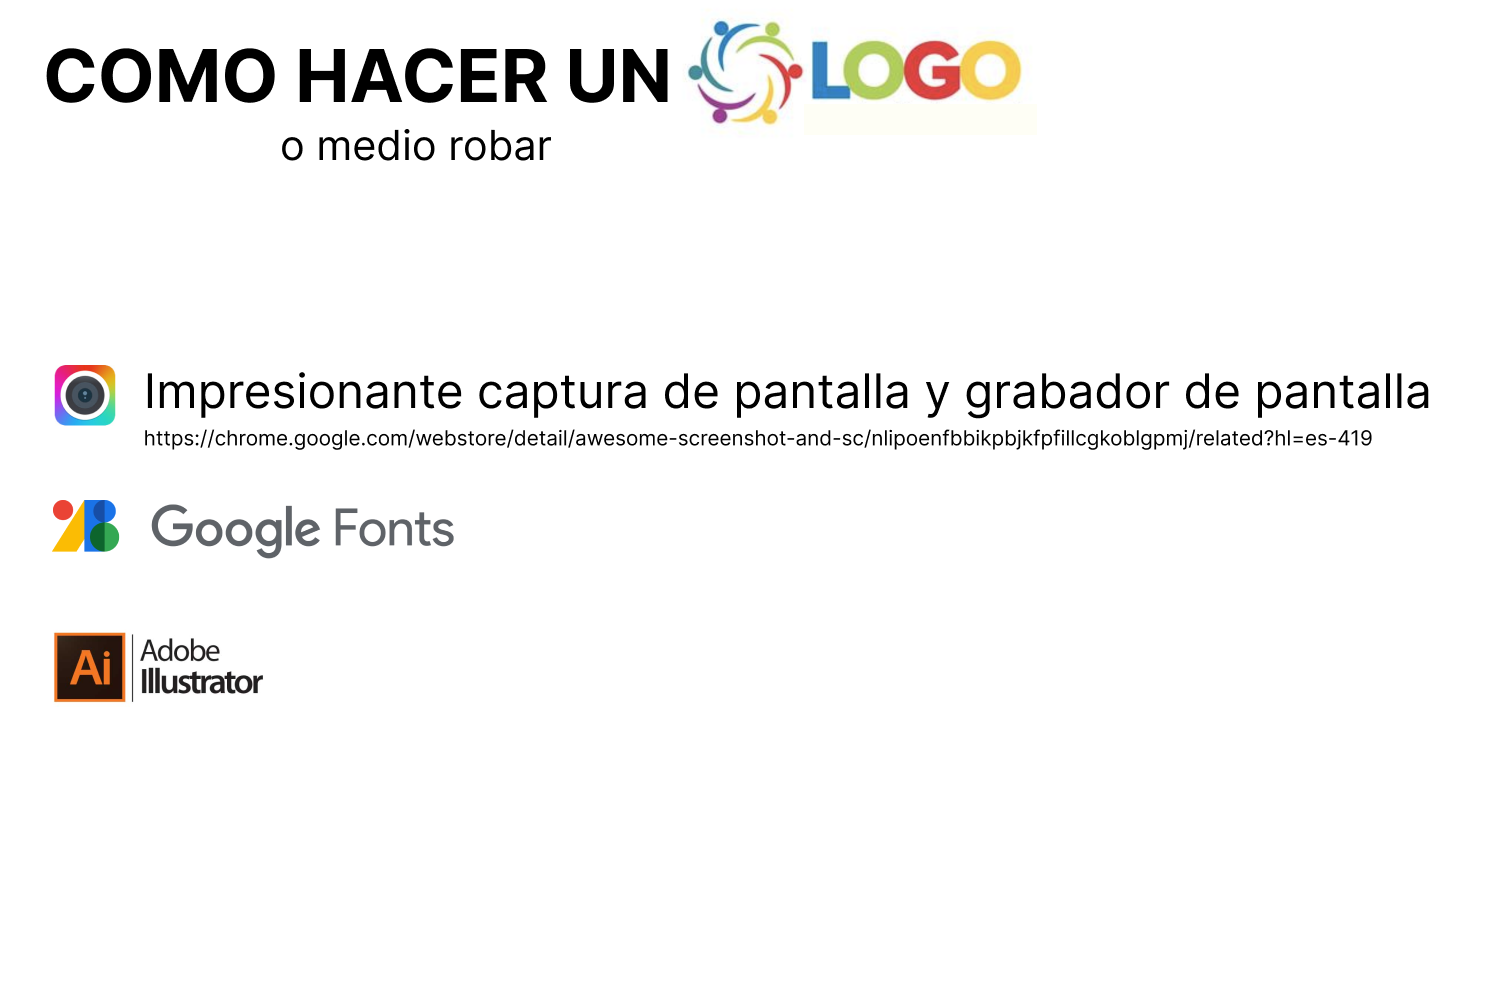 COMO HACER UN LOGO
o medio robar
Impresionante captura de pantalla y grabador de pantalla
https://chrome.google.com/webstore/detail/awesome-screenshot-and-sc/nlipoenfbbikpbjkfpfillcgkoblgpmj/related?hl=es-419
Google Fonts
Ai Adobe
Illustrator